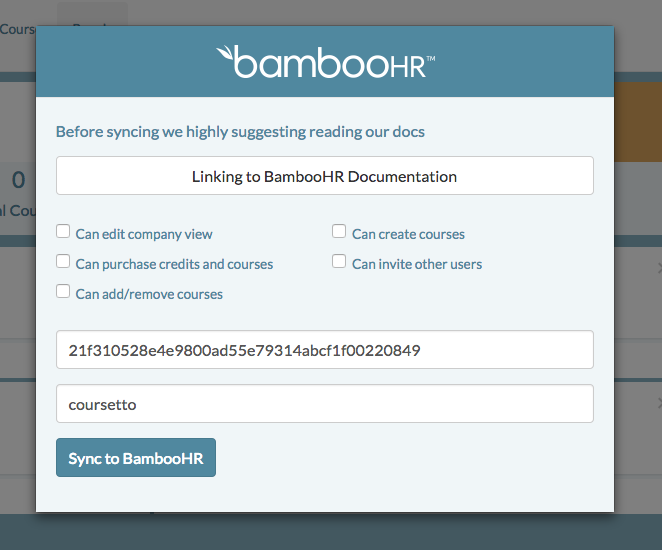 Cours
bambooHR™
Before syncing we highly suggesting reading our docs
Linking to BambooHR Documentation
0
l Cou
Can edit company view
Can create courses
Can purchase credits and courses
Can invite other users
Can add/remove courses
21f310528e4e9800ad55e79314abcf1f00220849
coursetto
Sync to BambooHR